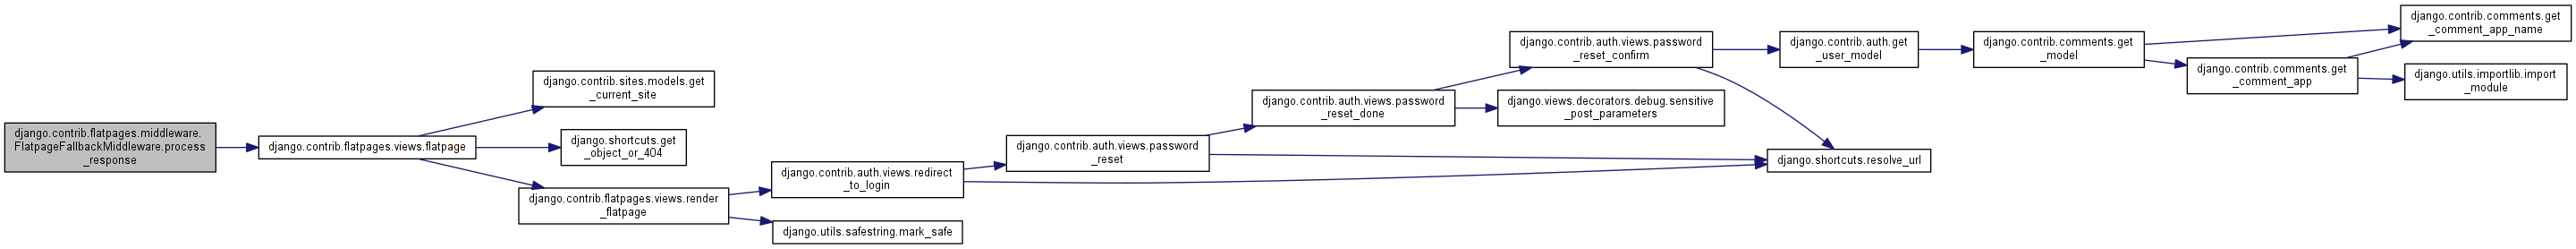 django.contrib.flatpages.middleware.
FlatpageFallbackMiddleware.process
_response
django.contrib.flatpages.views.flatpage
django.contrib.sites.models.get
_current_site
django.shortcuts.get
_object_or_404
django.contrib.flatpages.views.render
_flatpage
django.contrib.auth.views.redirect
_to_login
django.utils.safestring.mark_safe
django.contrib.auth.views.password
_reset
django.contrib.auth.views.password
_reset_done
django.contrib.auth.views.password
_reset_confirm
django.views.decorators.debug.sensitive
_post_parameters
django.contrib.auth.get
_user_model
django.shortcuts.resolve_url
django.contrib.comments.get
_model
django.contrib.comments.get
_comment_app
django.contrib.comments.get
_comment_app_name
django.utils.importlib.import
_module